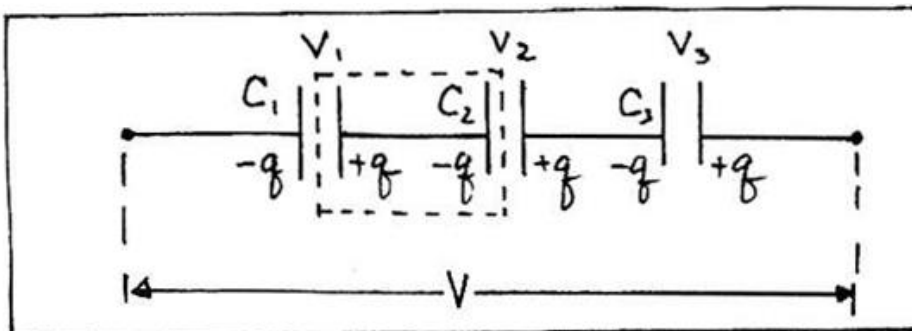 V₁ V₂ V₃
C₁ C₂ C₃
-q +q -q +q -q +q
V